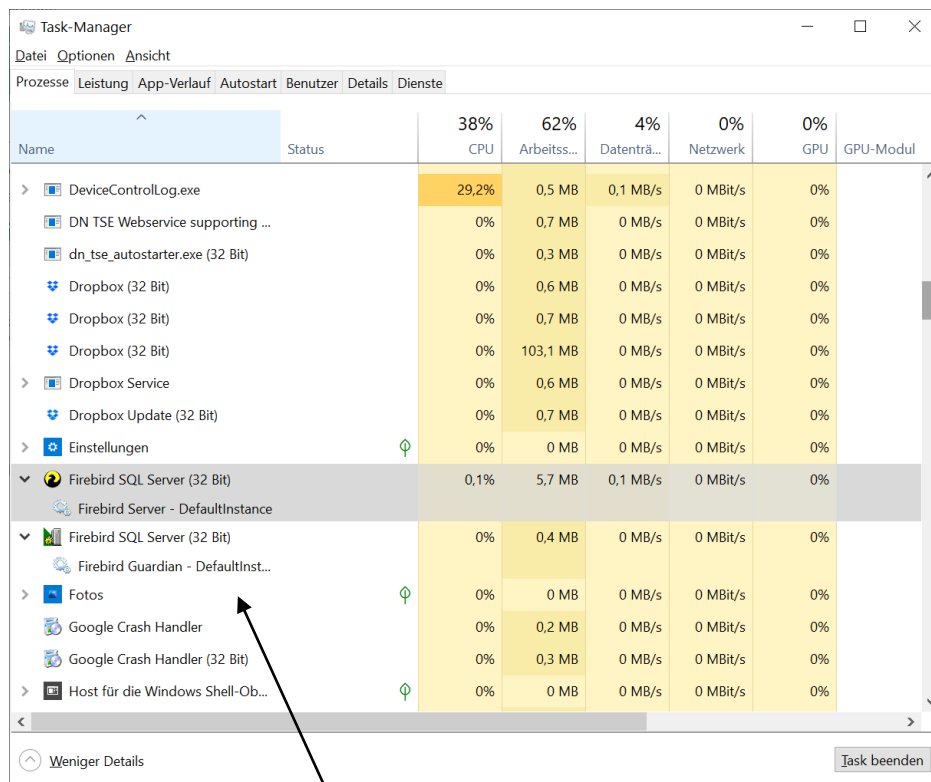 Task-Manager
Datei Optionen Ansicht
Prozesse Leistung App-Verlauf Autostart Benutzer Details Dienste
38% 62% 4% 0% 0%
Name Status CPU Arbeitss... Datenträ... Netzwerk GPU GPU-Modul
DeviceControlLog.exe 29,2% 0,5 MB 0,1 MB/s 0 MBit/s 0%
DN TSE Webservice supporting ... 0% 0,7 MB 0 MB/s 0 MBit/s 0%
dn_tse_autostarter.exe (32 Bit) 0% 0,3 MB 0 MB/s 0 MBit/s 0%
Dropbox (32 Bit) 0% 0,6 MB 0 MB/s 0 MBit/s 0%
Dropbox (32 Bit) 0% 0,7 MB 0 MB/s 0 MBit/s 0%
Dropbox (32 Bit) 0% 103,1 MB 0 MB/s 0 MBit/s 0%
Dropbox Service 0% 0,6 MB 0 MB/s 0 MBit/s 0%
Dropbox Update (32 Bit) 0% 0,7 MB 0 MB/s 0 MBit/s 0%
Einstellungen 0% 0 MB 0 MB/s 0 MBit/s 0%
Firebird SQL Server (32 Bit) 0,1% 5,7 MB 0,1 MB/s 0 MBit/s 0%
Firebird Server - DefaultInstance
Firebird SQL Server (32 Bit) 0% 0,4 MB 0 MB/s 0 MBit/s 0%
Firebird Guardian - DefaultInst...
Fotos 0% 0 MB 0 MB/s 0 MBit/s 0%
Google Crash Handler 0% 0,2 MB 0 MB/s 0 MBit/s 0%
Google Crash Handler (32 Bit) 0% 0,3 MB 0 MB/s 0 MBit/s 0%
Host für die Windows Shell-Ob... 0% 0 MB 0 MB/s 0 MBit/s 0%
Weniger Details Task beenden